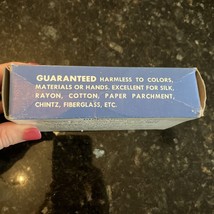 GUARANTEED HARMLESS TO COLORS,
MATERIALS OR HANDS. EXCELLENT FOR SILK,
RAYON, COTTON, PAPER PARCHMENT,
CHINTZ, FIBERGLASS, ETC.